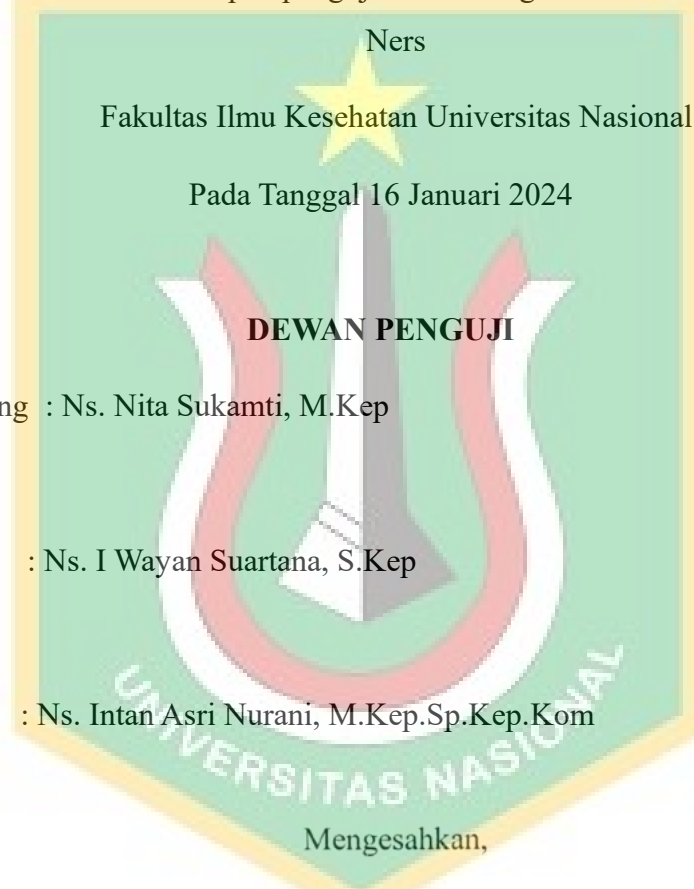 Ners
Fakultas Ilmu Kesehatan Universitas Nasional
Pada Tanggal 16 Januari 2024
DEWAN PENGUJI
: Ns. Nita Sukamti, M.Kep
: Ns. I Wayan Suartana, S.Kep
: Ns. Intan Asri Nurani, M.Kep.Sp.Kep.Kom
UNIVERSITAS NASIONAL
Mengesahkan,